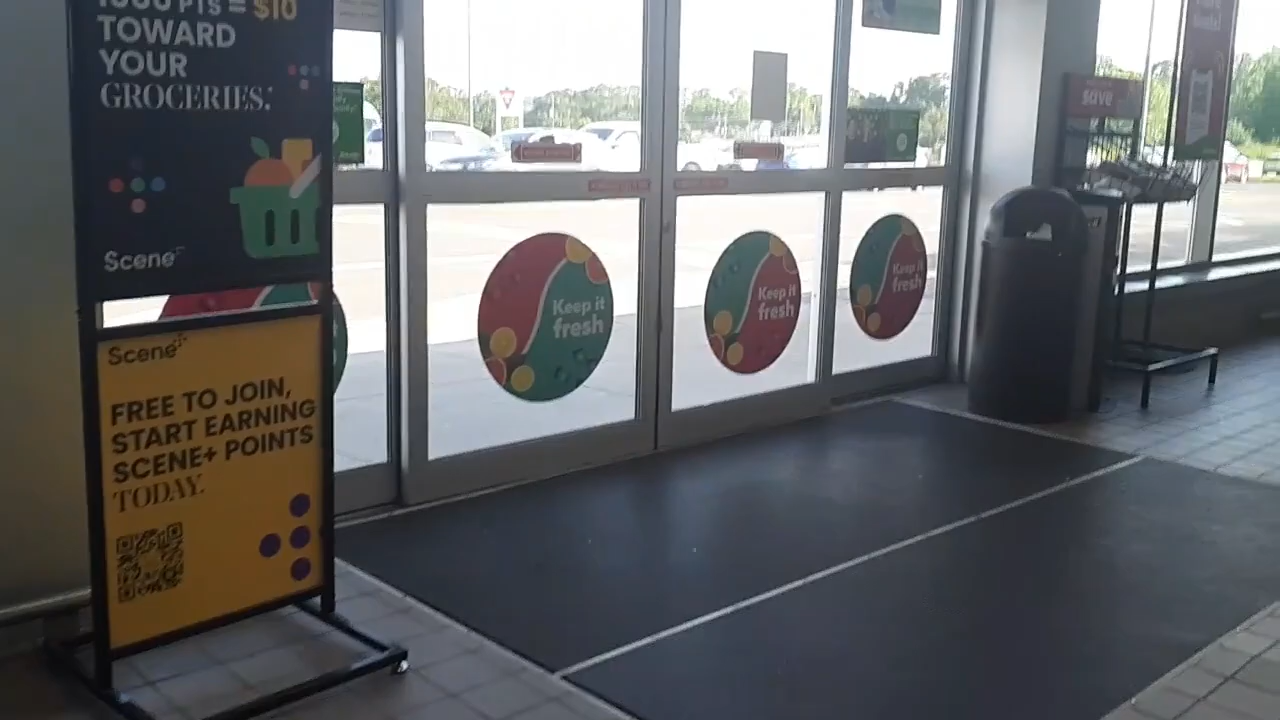 1000 PTS = $10
TOWARD
YOUR
GROCERIES.
Scene+
Scene+
FREE TO JOIN,
START EARNING
SCENE+ POINTS
TODAY.
Keep it
fresh
Keep it
fresh
Keep it
fresh
save